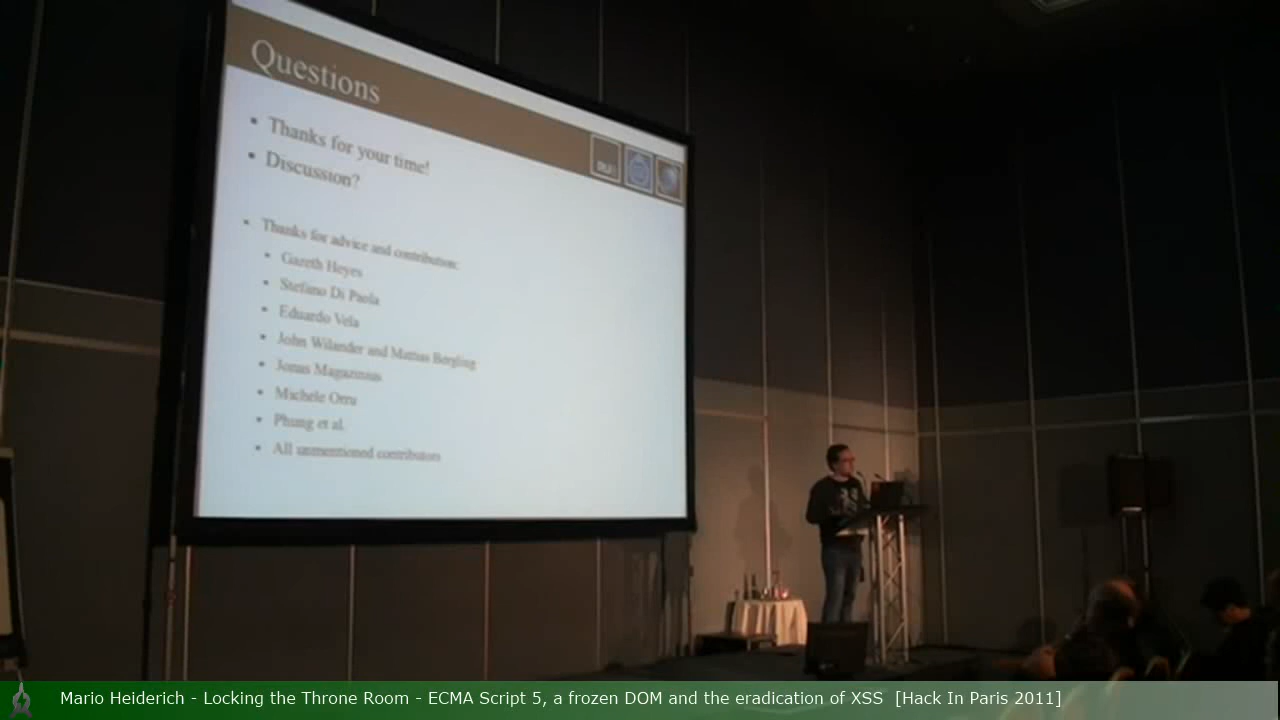 Questions
Thanks for your time!
Discussion?
Thanks for advice and contribution:
Gareth Heyes
Stefano Di Paola
Eduardo Vela
John Wilander and Mattias Bergling
Jonas Magazinius
Michele Orru
Phung et al.
All unmentioned contributors
Mario Heiderich - Locking the Throne Room - ECMA Script 5, a frozen DOM and the eradication of XSS [Hack In Paris 2011]